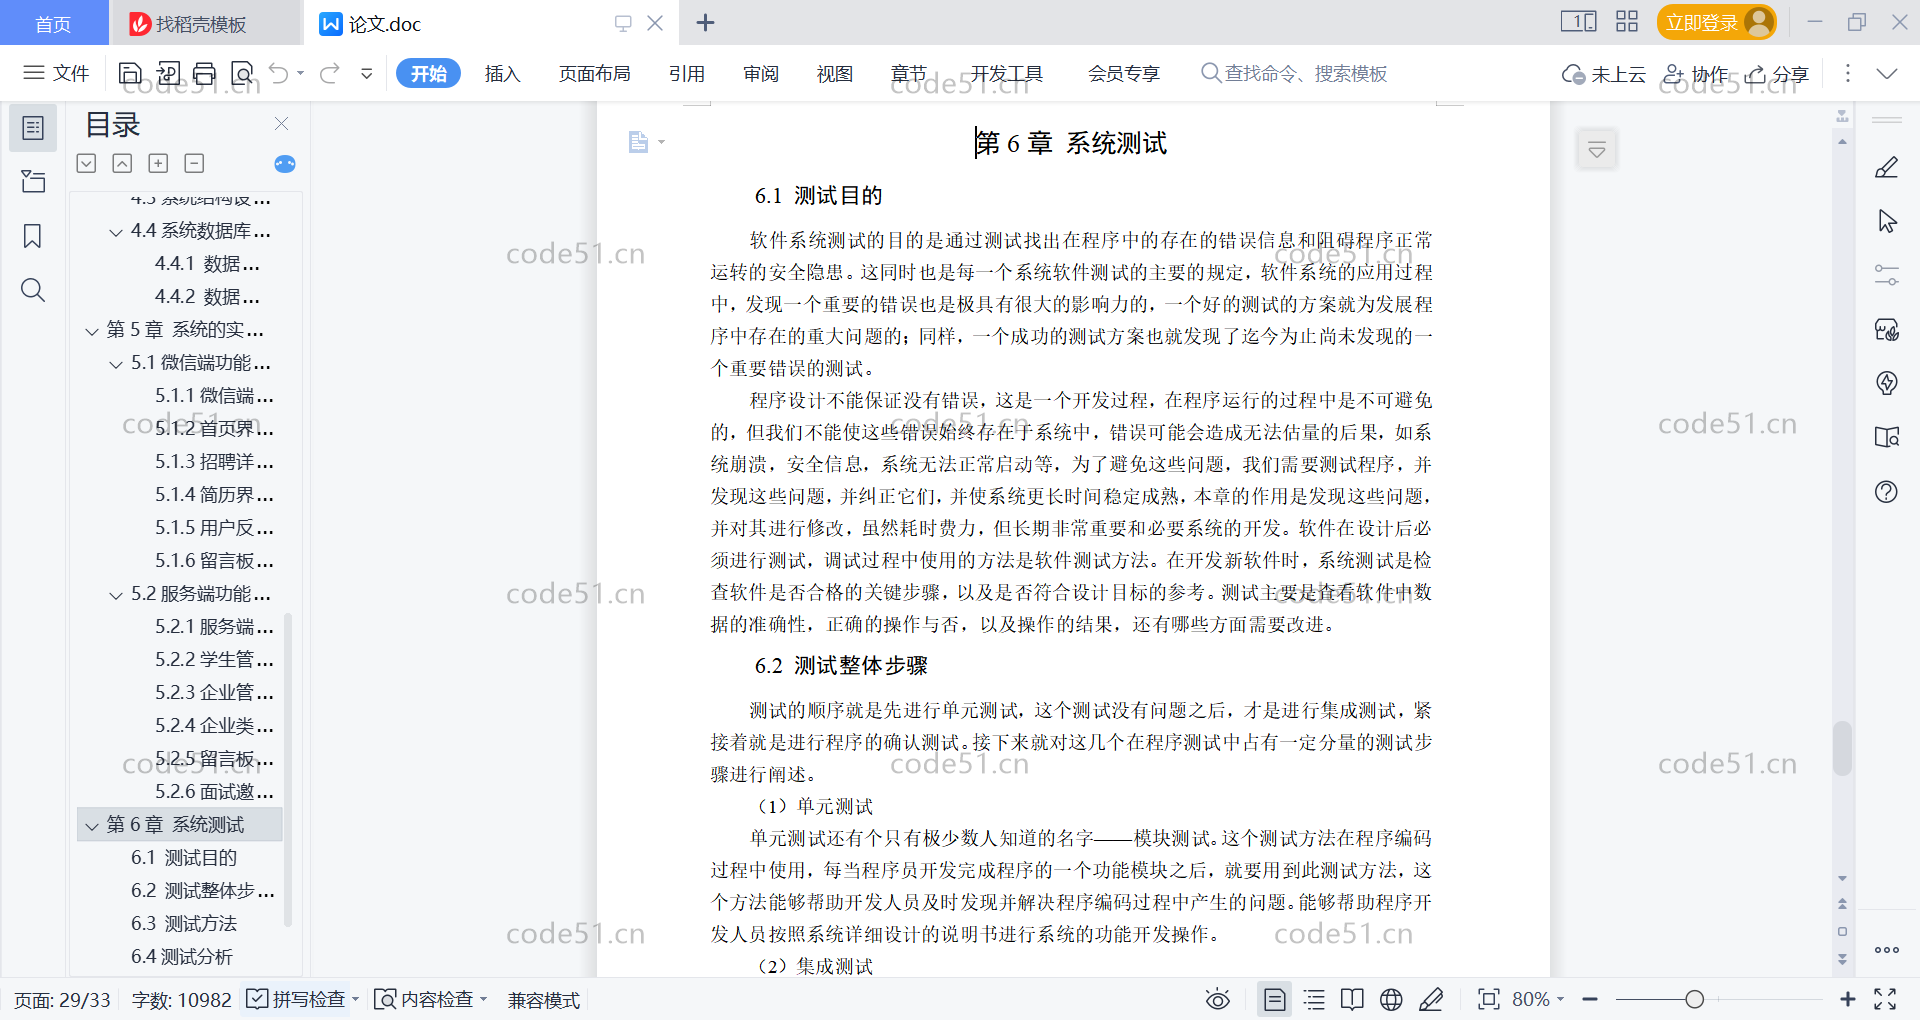 首页
找稻壳模板
论文.doc
立即登录
文件
开始
插入
页面布局
引用
审阅
视图
章节
开发工具
会员专享
查找命令、搜索模板
未上云
协作
分享
code51.cn
code51.cn
code51.cn
目录
4.4 系统数据库...
4.4.1 数据...
4.4.2 数据...
第 5 章 系统的实...
5.1 微信端功能...
5.1.1 微信端...
5.1.2 首页界...
5.1.3 招聘详...
5.1.4 简历界...
5.1.5 用户反...
5.1.6 留言板...
5.2 服务端功能...
5.2.1 服务端...
5.2.2 学生管...
5.2.3 企业管...
5.2.4 企业类...
5.2.5 留言板...
5.2.6 面试邀...
第 6 章 系统测试
6.1 测试目的
6.2 测试整体步...
6.3 测试方法
6.4 测试分析
第 6 章 系统测试
6.1 测试目的
软件系统测试的目的是通过测试找出在程序中的存在的错误信息和阻碍程序正常
运转的安全隐患。这同时也是每一个系统软件测试的主要的规定，软件系统的应用过程
中，发现一个重要的错误也是极具有很大的影响力的，一个好的测试的方案就为发展程
序中存在的重大问题的；同样，一个成功的测试方案也就发现了迄今为止尚未发现的一
个重要错误的测试。
程序设计不能保证没有错误，这是一个开发过程，在程序运行的过程中是不可避免
的，但我们不能使这些错误始终存在于系统中，错误可能会造成无法估量的后果，如系
统崩溃，安全信息，系统无法正常启动等，为了避免这些问题，我们需要测试程序，并
发现这些问题，并纠正它们，并使系统更长时间稳定成熟，本章的作用是发现这些问题，
并对其进行修改，虽然耗时费力，但长期非常重要和必要系统的开发。软件在设计后必
须进行测试，调试过程中使用的方法是软件测试方法。在开发新软件时，系统测试是检
查软件是否合格的关键步骤，以及是否符合设计目标的参考。测试主要是查看软件中数
据的准确性，正确的操作与否，以及操作的结果，还有哪些方面需要改进。
6.2 测试整体步骤
测试的顺序就是先进行单元测试，这个测试没有问题之后，才是进行集成测试，紧
接着就是进行程序的确认测试。接下来就对这几个在程序测试中占有一定分量的测试步
骤进行阐述。
（1）单元测试
单元测试还有个只有极少数人知道的名字——模块测试。这个测试方法在程序编码
过程中使用，每当程序员开发完成程序的一个功能模块之后，就要用到此测试方法，这
个方法能够帮助开发人员及时发现并解决程序编码过程中产生的问题。能够帮助程序开
发人员按照系统详细设计的说明书进行系统的功能开发操作。
（2）集成测试
code51.cn
code51.cn
code51.cn
code51.cn
code51.cn
code51.cn
code51.cn
code51.cn
code51.cn
code51.cn
code51.cn
code51.cn
页面: 29/33
字数: 10982
拼写检查
内容检查
兼容模式
80%